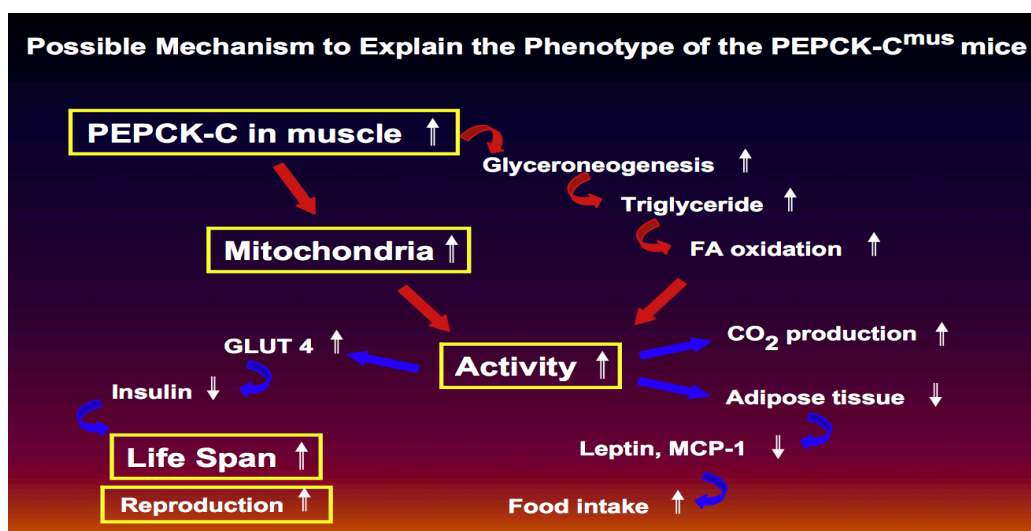 Possible Mechanism to Explain the Phenotype of the PEPCK-Cmus mice
PEPCK-C in muscle ⇑
Glyceroneogenesis ⇑
Triglyceride ⇑
Mitochondria ⇑
FA oxidation ⇑
GLUT 4 ⇑
CO2 production ⇑
Activity ⇑
Insulin ⇓
Adipose tissue ⇓
Life Span ⇑
Leptin, MCP-1 ⇓
Reproduction ⇑
Food intake ⇑